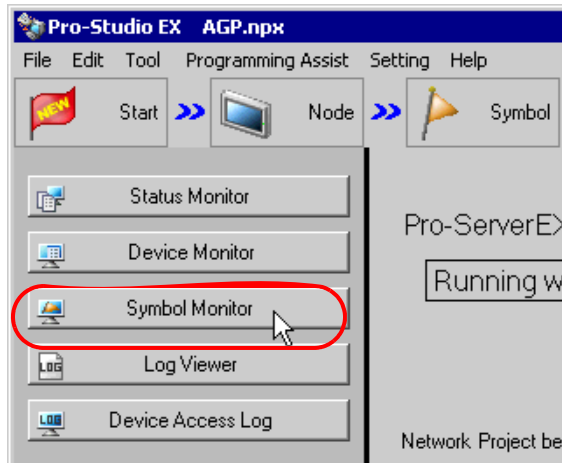 Pro-Studio EX AGP.npx
File Edit Tool Programming Assist Setting Help
NEW Start Node Symbol
Status Monitor
Pro-ServerEX
Device Monitor
Running w
Symbol Monitor
LOG Log Viewer
LOG Device Access Log
Network Project be